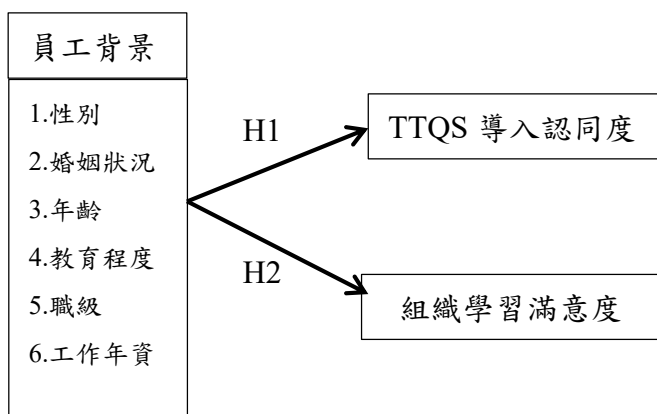 員工背景
1.性別
2.婚姻狀況
3.年齡
4.教育程度
5.職級
6.工作年資
H1
H2
TTQS 導入認同度
組織學習滿意度